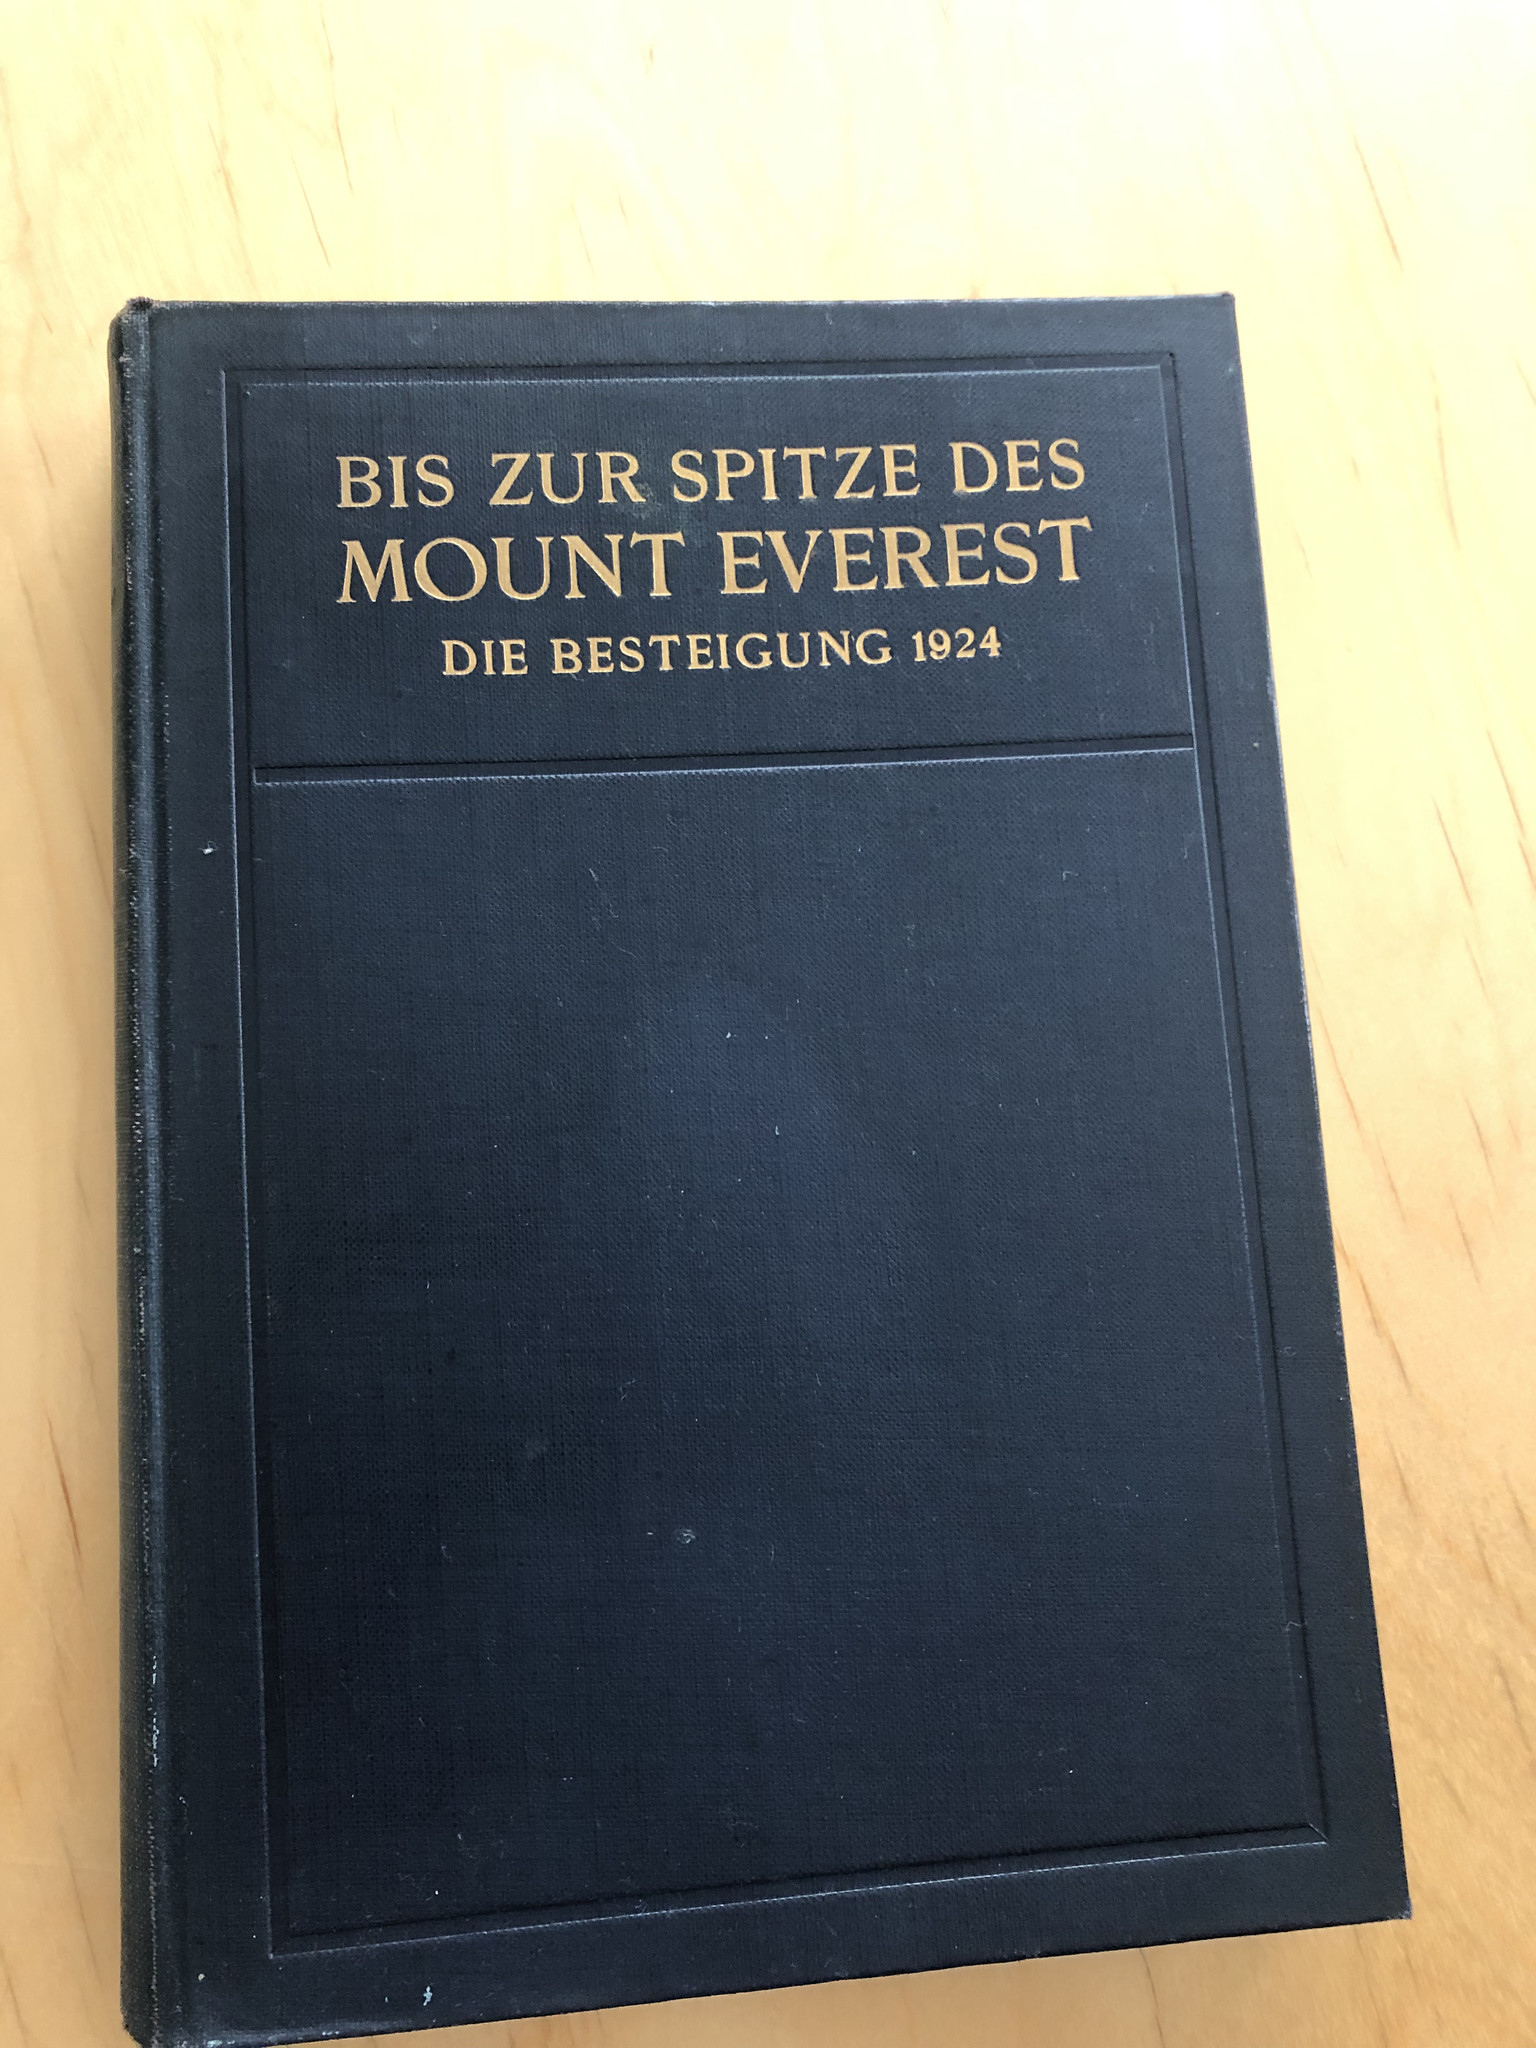 BIS ZUR SPITZE DES
MOUNT EVEREST
DIE BESTEIGUNG 1924